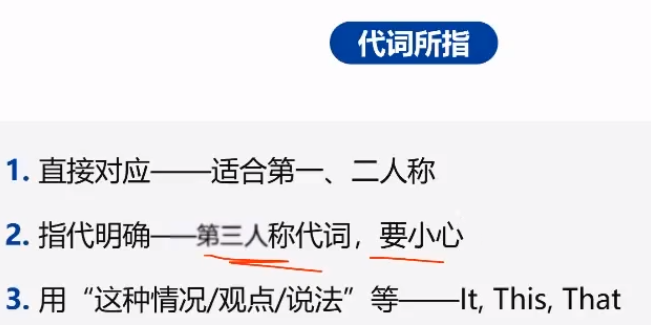 代词所指
1. 直接对应——适合第一、二人称
2. 指代明确——第三人称代词，要小心
3. 用“这种情况/观点/说法”等——It, This, That